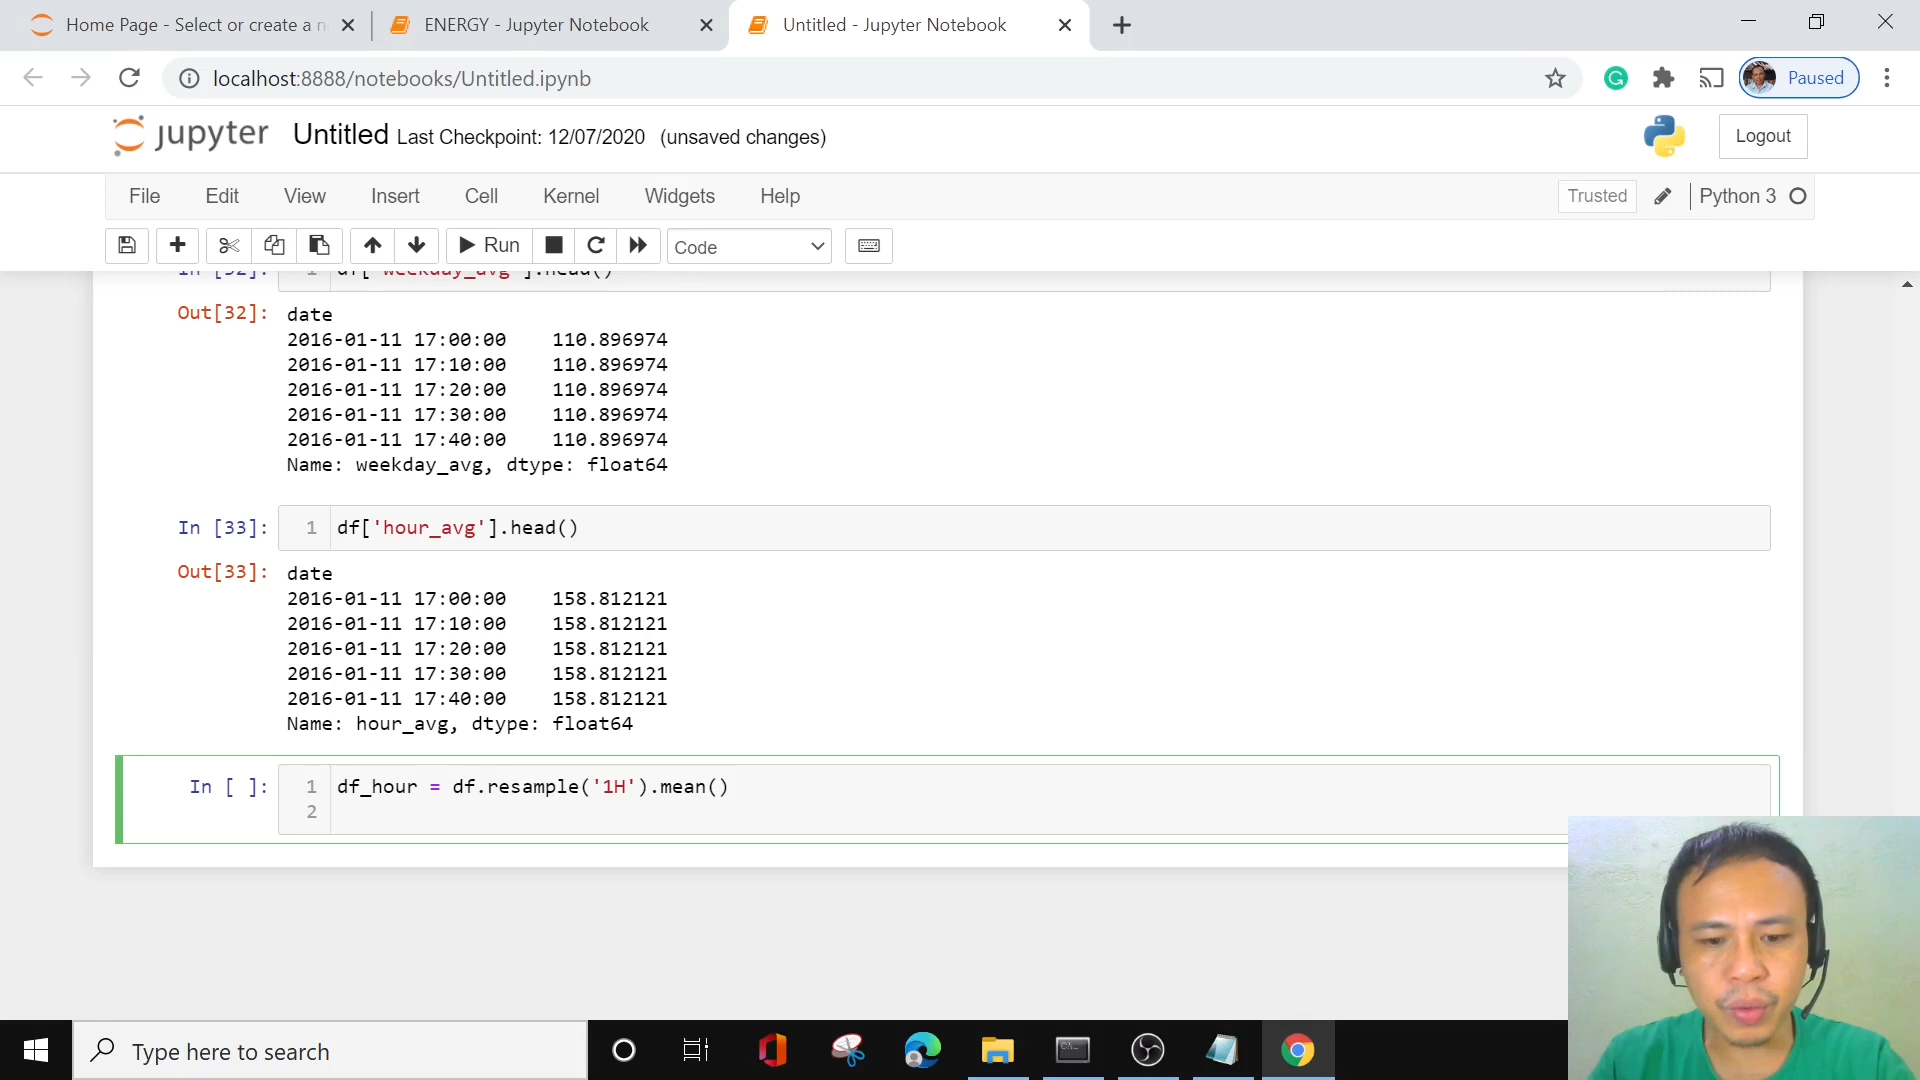 Home Page - Select or create a n
ENERGY - Jupyter Notebook
Untitled - Jupyter Notebook
localhost:8888/notebooks/Untitled.ipynb
Paused
jupyter Untitled Last Checkpoint: 12/07/2020 (unsaved changes)
Logout
File Edit View Insert Cell Kernel Widgets Help
Trusted Python 3
Run Code
In [32]: 1 df['weekday_avg'].head()
Out[32]: date
2016-01-11 17:00:00 110.896974
2016-01-11 17:10:00 110.896974
2016-01-11 17:20:00 110.896974
2016-01-11 17:30:00 110.896974
2016-01-11 17:40:00 110.896974
Name: weekday_avg, dtype: float64
In [33]: 1 df['hour_avg'].head()
Out[33]: date
2016-01-11 17:00:00 158.812121
2016-01-11 17:10:00 158.812121
2016-01-11 17:20:00 158.812121
2016-01-11 17:30:00 158.812121
2016-01-11 17:40:00 158.812121
Name: hour_avg, dtype: float64
In [ ]: 1 df_hour = df.resample('1H').mean()
2
Type here to search